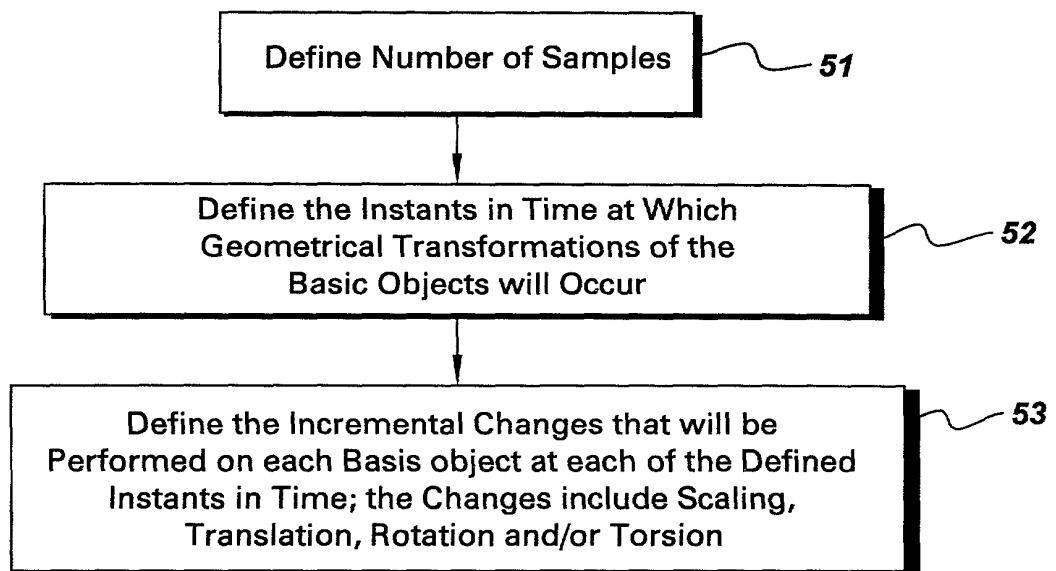 Define Number of Samples
51
Define the Instants in Time at Which
Geometrical Transformations of the
Basic Objects will Occur
52
Define the Incremental Changes that will be
Performed on each Basis object at each of the Defined
Instants in Time; the Changes include Scaling,
Translation, Rotation and/or Torsion
53